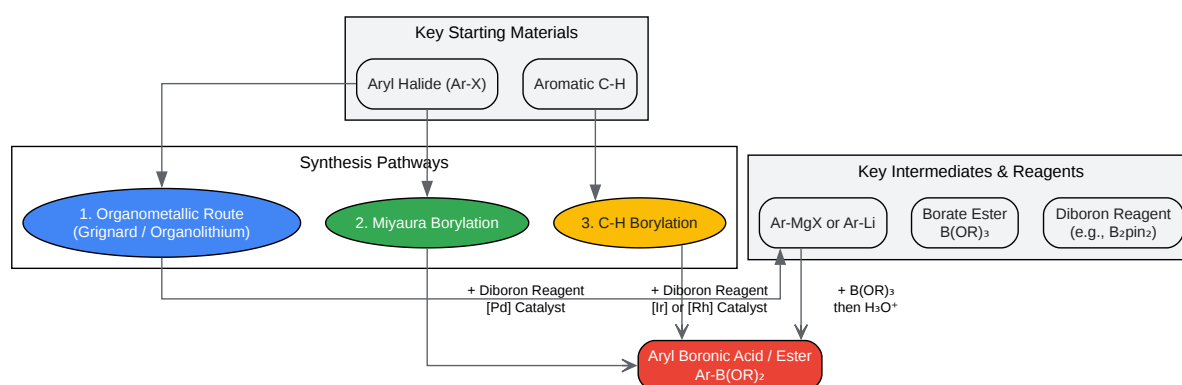 Key Starting Materials
Aryl Halide (Ar-X)
Aromatic C-H
Synthesis Pathways
1. Organometallic Route
(Grignard / Organolithium)
2. Miyaura Borylation
3. C-H Borylation
Key Intermediates & Reagents
Ar-MgX or Ar-Li
Borate Ester
B(OR)₃
Diboron Reagent
(e.g., B₂pin₂)
+ Diboron Reagent
[Pd] Catalyst
+ Diboron Reagent
[Ir] or [Rh] Catalyst
+ B(OR)₃
then H₃O⁺
Aryl Boronic Acid / Ester
Ar-B(OR)₂